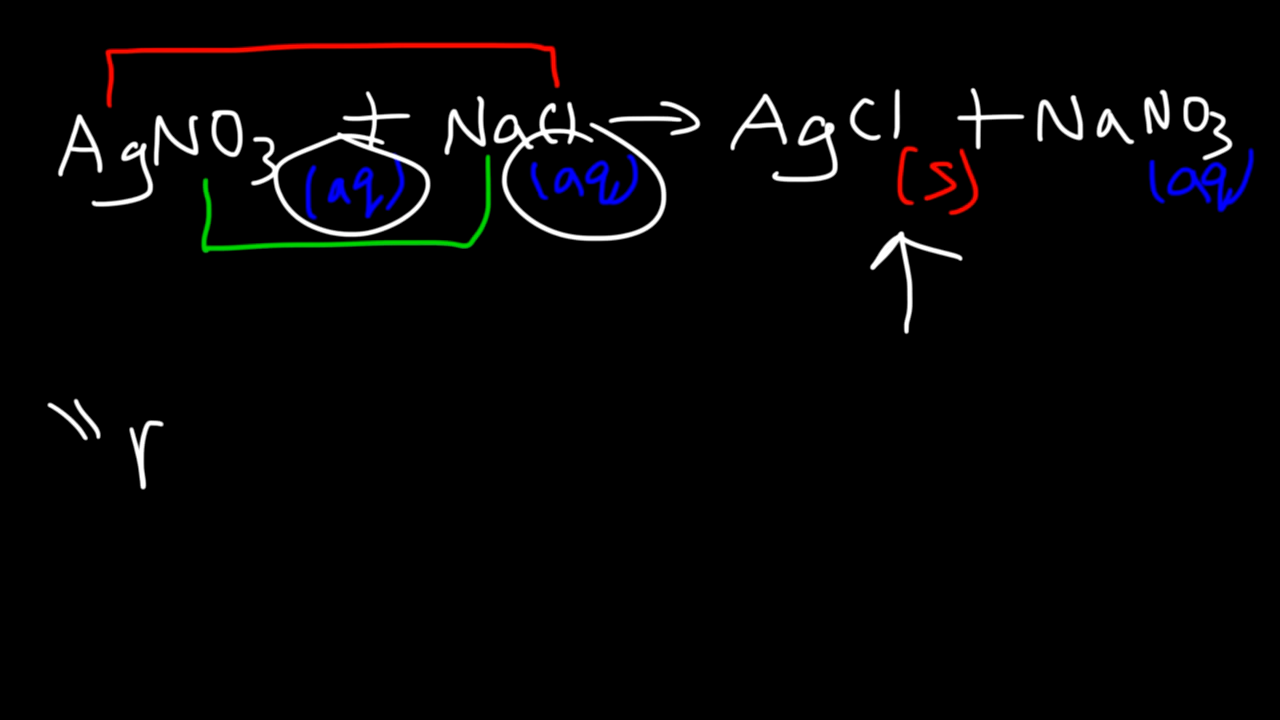 AgNO3 (aq) + NaCl (aq) → AgCl (s) + NaNO3 (aq)
" r